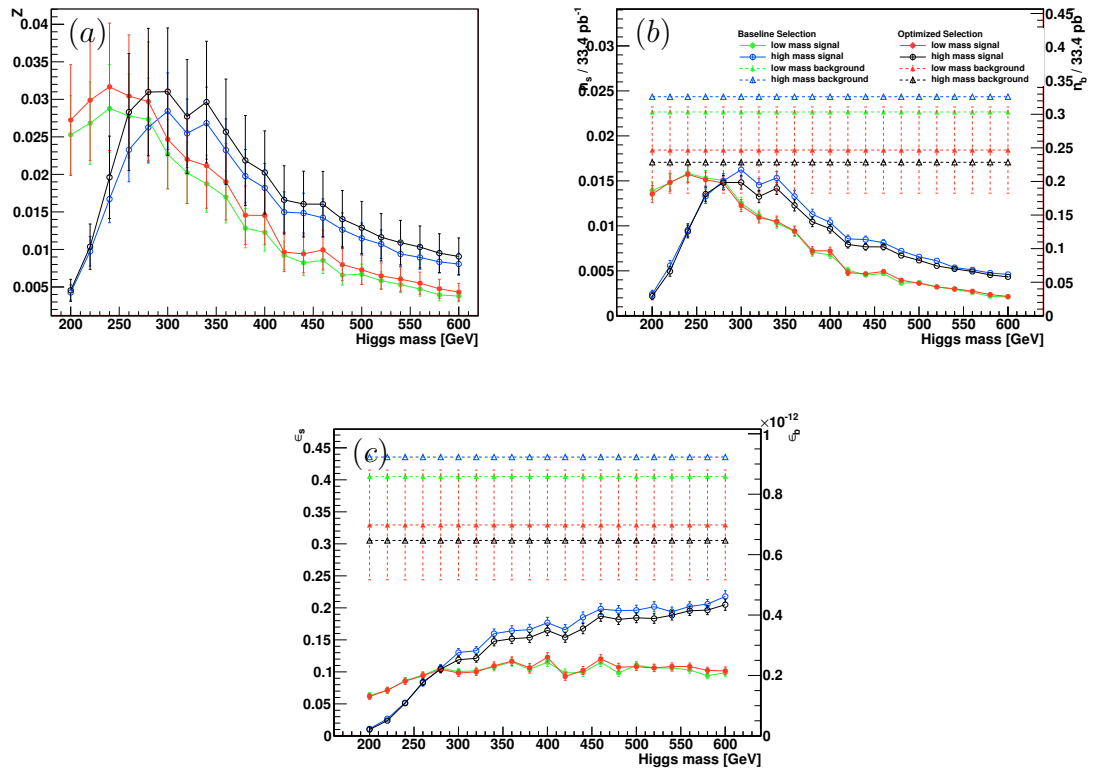 (a)
Z
0.04
0.035
0.03
0.025
0.02
0.015
0.01
0.005
200 250 300 350 400 450 500 550 600
Higgs mass [GeV]
(b)
n_s / 33.4 pb⁻¹
0.03
0.025
0.02
0.015
0.01
0.005
0
Baseline Selection
low mass signal
high mass signal
low mass background
high mass background
Optimized Selection
low mass signal
high mass signal
low mass background
high mass background
n_b / 33.4 pb
0.45
0.4
0.35
0.3
0.25
0.2
0.15
0.1
0.05
0
200 250 300 350 400 450 500 550 600
Higgs mass [GeV]
(c)
ϵ_s
0.45
0.4
0.35
0.3
0.25
0.2
0.15
0.1
0.05
0
×10⁻¹²
ϵ_b
1
0.8
0.6
0.4
0.2
0
200 250 300 350 400 450 500 550 600
Higgs mass [GeV]